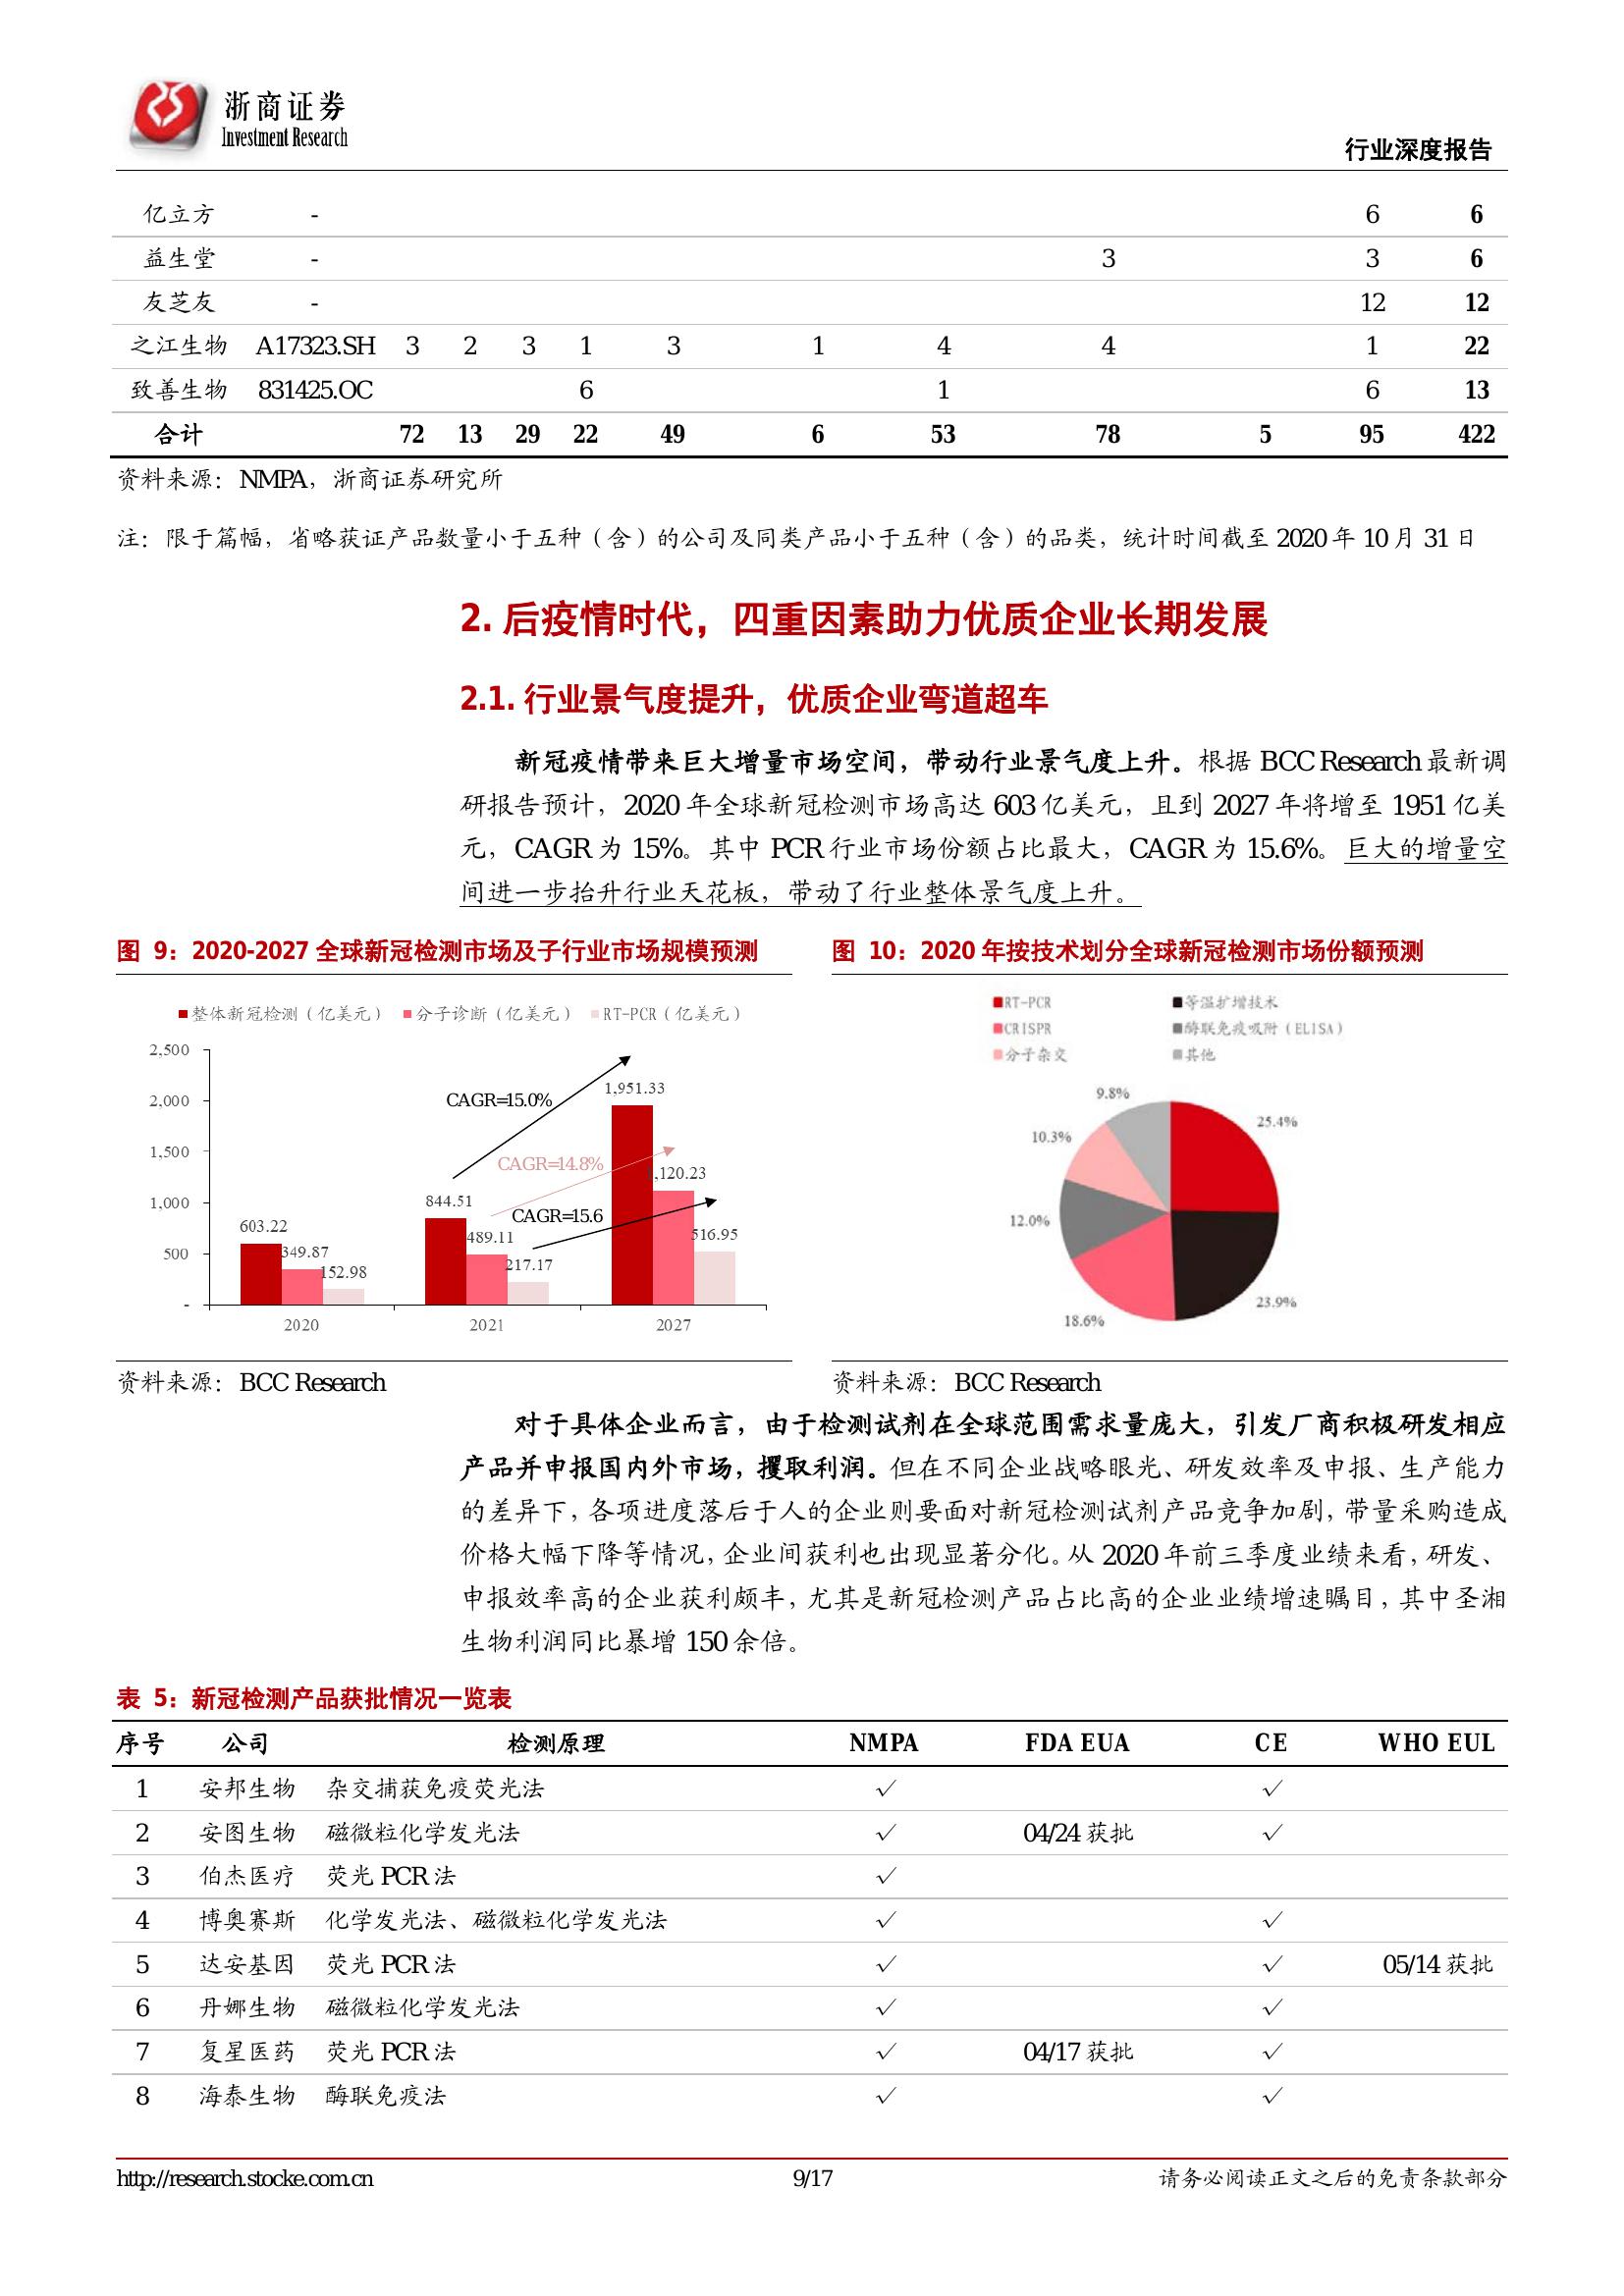 浙商证券
Investment Research
行业深度报告
亿立方 - 6 6
益生堂 - 3 3 6
友芝友 - 12 12
之江生物 A17323.SH 3 2 3 1 3 1 4 4 1 22
致善生物 831425.OC 6 1 6 13
合计 72 13 29 22 49 6 53 78 5 95 422
资料来源：NMPA，浙商证券研究所
注：限于篇幅，省略获证产品数量小于五种（含）的公司及同类产品小于五种（含）的品类，统计时间截至 2020 年 10 月 31 日
2. 后疫情时代，四重因素助力优质企业长期发展
2.1. 行业景气度提升，优质企业弯道超车
新冠疫情带来巨大增量市场空间，带动行业景气度上升。根据 BCC Research 最新调
研报告预计，2020 年全球新冠检测市场高达 603 亿美元，且到 2027 年将增至 1951 亿美
元，CAGR 为 15%。其中 PCR 行业市场份额占比最大，CAGR 为 15.6%。巨大的增量空
间进一步抬升行业天花板，带动了行业整体景气度上升。
图 9：2020-2027 全球新冠检测市场及子行业市场规模预测
整体新冠检测（亿美元） 分子诊断（亿美元） RT-PCR（亿美元）
2,500
2,000
1,500
1,000
500
-
CAGR=15.0%
CAGR=14.8%
CAGR=15.6
603.22
349.87
152.98
844.51
489.11
217.17
1,951.33
,120.23
516.95
2020 2021 2027
资料来源：BCC Research
图 10：2020 年按技术划分全球新冠检测市场份额预测
RT-PCR 等温扩增技术
CRISPR 酶联免疫吸附（ELISA）
分子杂交 其他
9.8%
25.4%
10.3%
12.0%
23.9%
18.6%
资料来源：BCC Research
对于具体企业而言，由于检测试剂在全球范围需求量庞大，引发厂商积极研发相应
产品并申报国内外市场，攫取利润。但在不同企业战略眼光、研发效率及申报、生产能力
的差异下，各项进度落后于人的企业则要面对新冠检测试剂产品竞争加剧，带量采购造成
价格大幅下降等情况，企业间获利也出现显著分化。从 2020 年前三季度业绩来看，研发、
申报效率高的企业获利颇丰，尤其是新冠检测产品占比高的企业业绩增速瞩目，其中圣湘
生物利润同比暴增 150 余倍。
表 5：新冠检测产品获批情况一览表
序号 公司 检测原理 NMPA FDA EUA CE WHO EUL
1 安邦生物 杂交捕获免疫荧光法 √ √
2 安图生物 磁微粒化学发光法 √ 04/24 获批 √
3 伯杰医疗 荧光 PCR 法 √
4 博奥赛斯 化学发光法、磁微粒化学发光法 √ √
5 达安基因 荧光 PCR 法 √ √ 05/14 获批
6 丹娜生物 磁微粒化学发光法 √ √
7 复星医药 荧光 PCR 法 √ 04/17 获批 √
8 海泰生物 酶联免疫法 √ √
http://research.stocke.com.cn 9/17 请务必阅读正文之后的免责条款部分